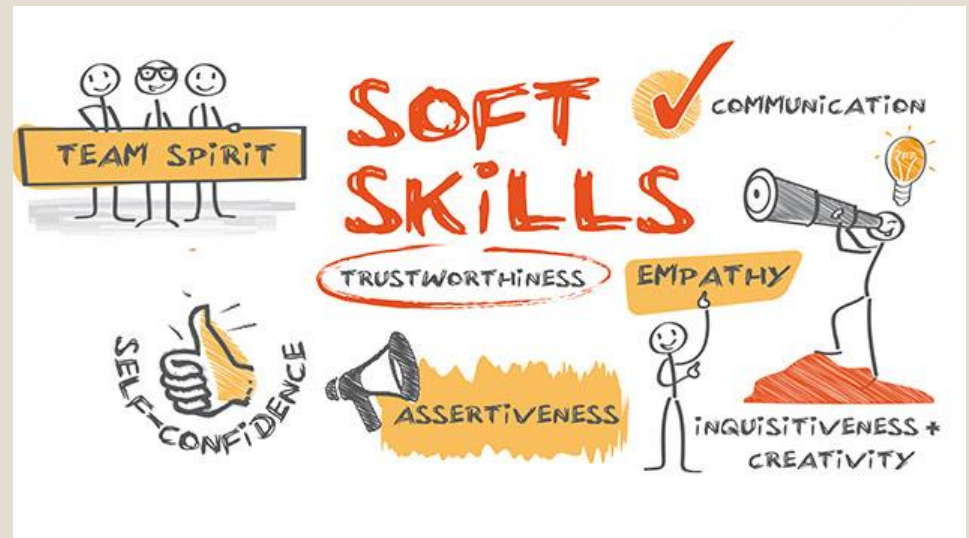 TEAM SPIRIT
SOFT
SKILLS
COMMUNICATION
TRUSTWORTHINESS
EMPATHY
SELF-CONFIDENCE
ASSERTIVENESS
INQUISITIVENESS +
CREATIVITY